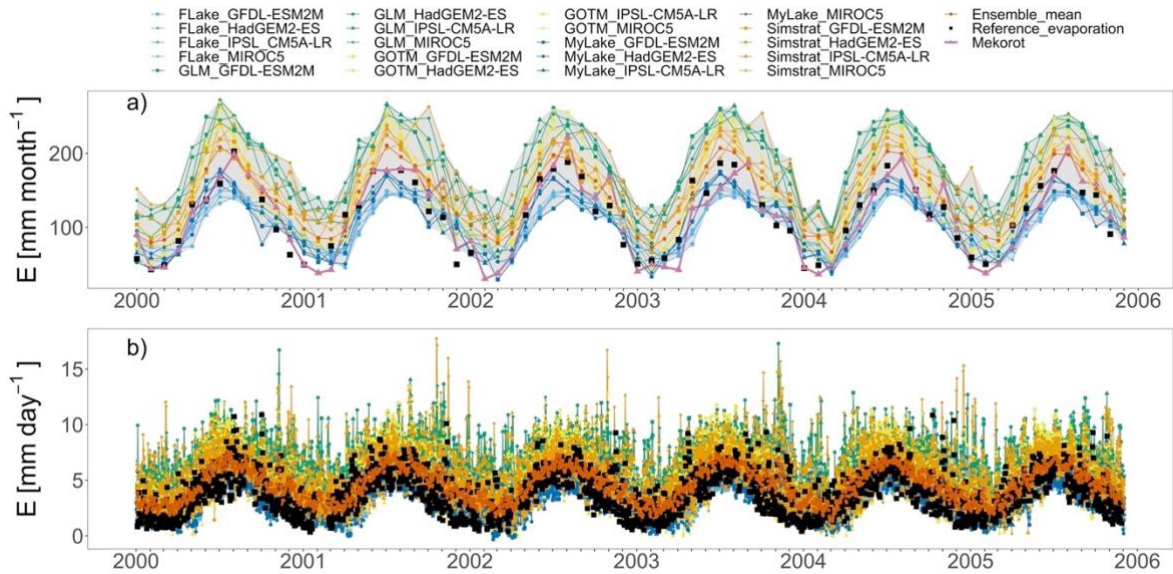 FLake_GFDL-ESM2M GLM_HadGEM2-ES GOTM_IPSL-CM5A-LR MyLake_MIROC5 Ensemble_mean
FLake_HadGEM2-ES GLM_IPSL-CM5A-LR GOTM_MIROC5 Simstrat_GFDL-ESM2M Reference_evaporation
FLake_IPSL_CM5A-LR GLM_MIROC5 MyLake_GFDL-ESM2M Simstrat_HadGEM2-ES Mekorot
FLake_MIROC5 GOTM_GFDL-ESM2M MyLake_HadGEM2-ES Simstrat_IPSL-CM5A-LR
GLM_GFDL-ESM2M GOTM_HadGEM2-ES MyLake_IPSL-CM5A-LR Simstrat_MIROC5
a)
E [mm month⁻¹]
200
100
2000 2001 2002 2003 2004 2005 2006
b)
E [mm day⁻¹]
15
10
5
0
2000 2001 2002 2003 2004 2005 2006